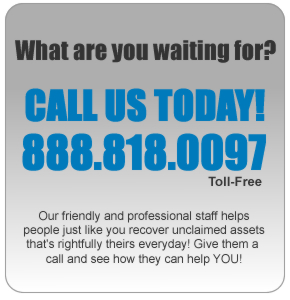 What are you waiting for?
CALL US TODAY!
888.818.0097
Toll-Free
Our friendly and professional staff helps
people just like you recover unclaimed assets
that's rightfully theirs everyday! Give them a
call and see how they can help YOU!